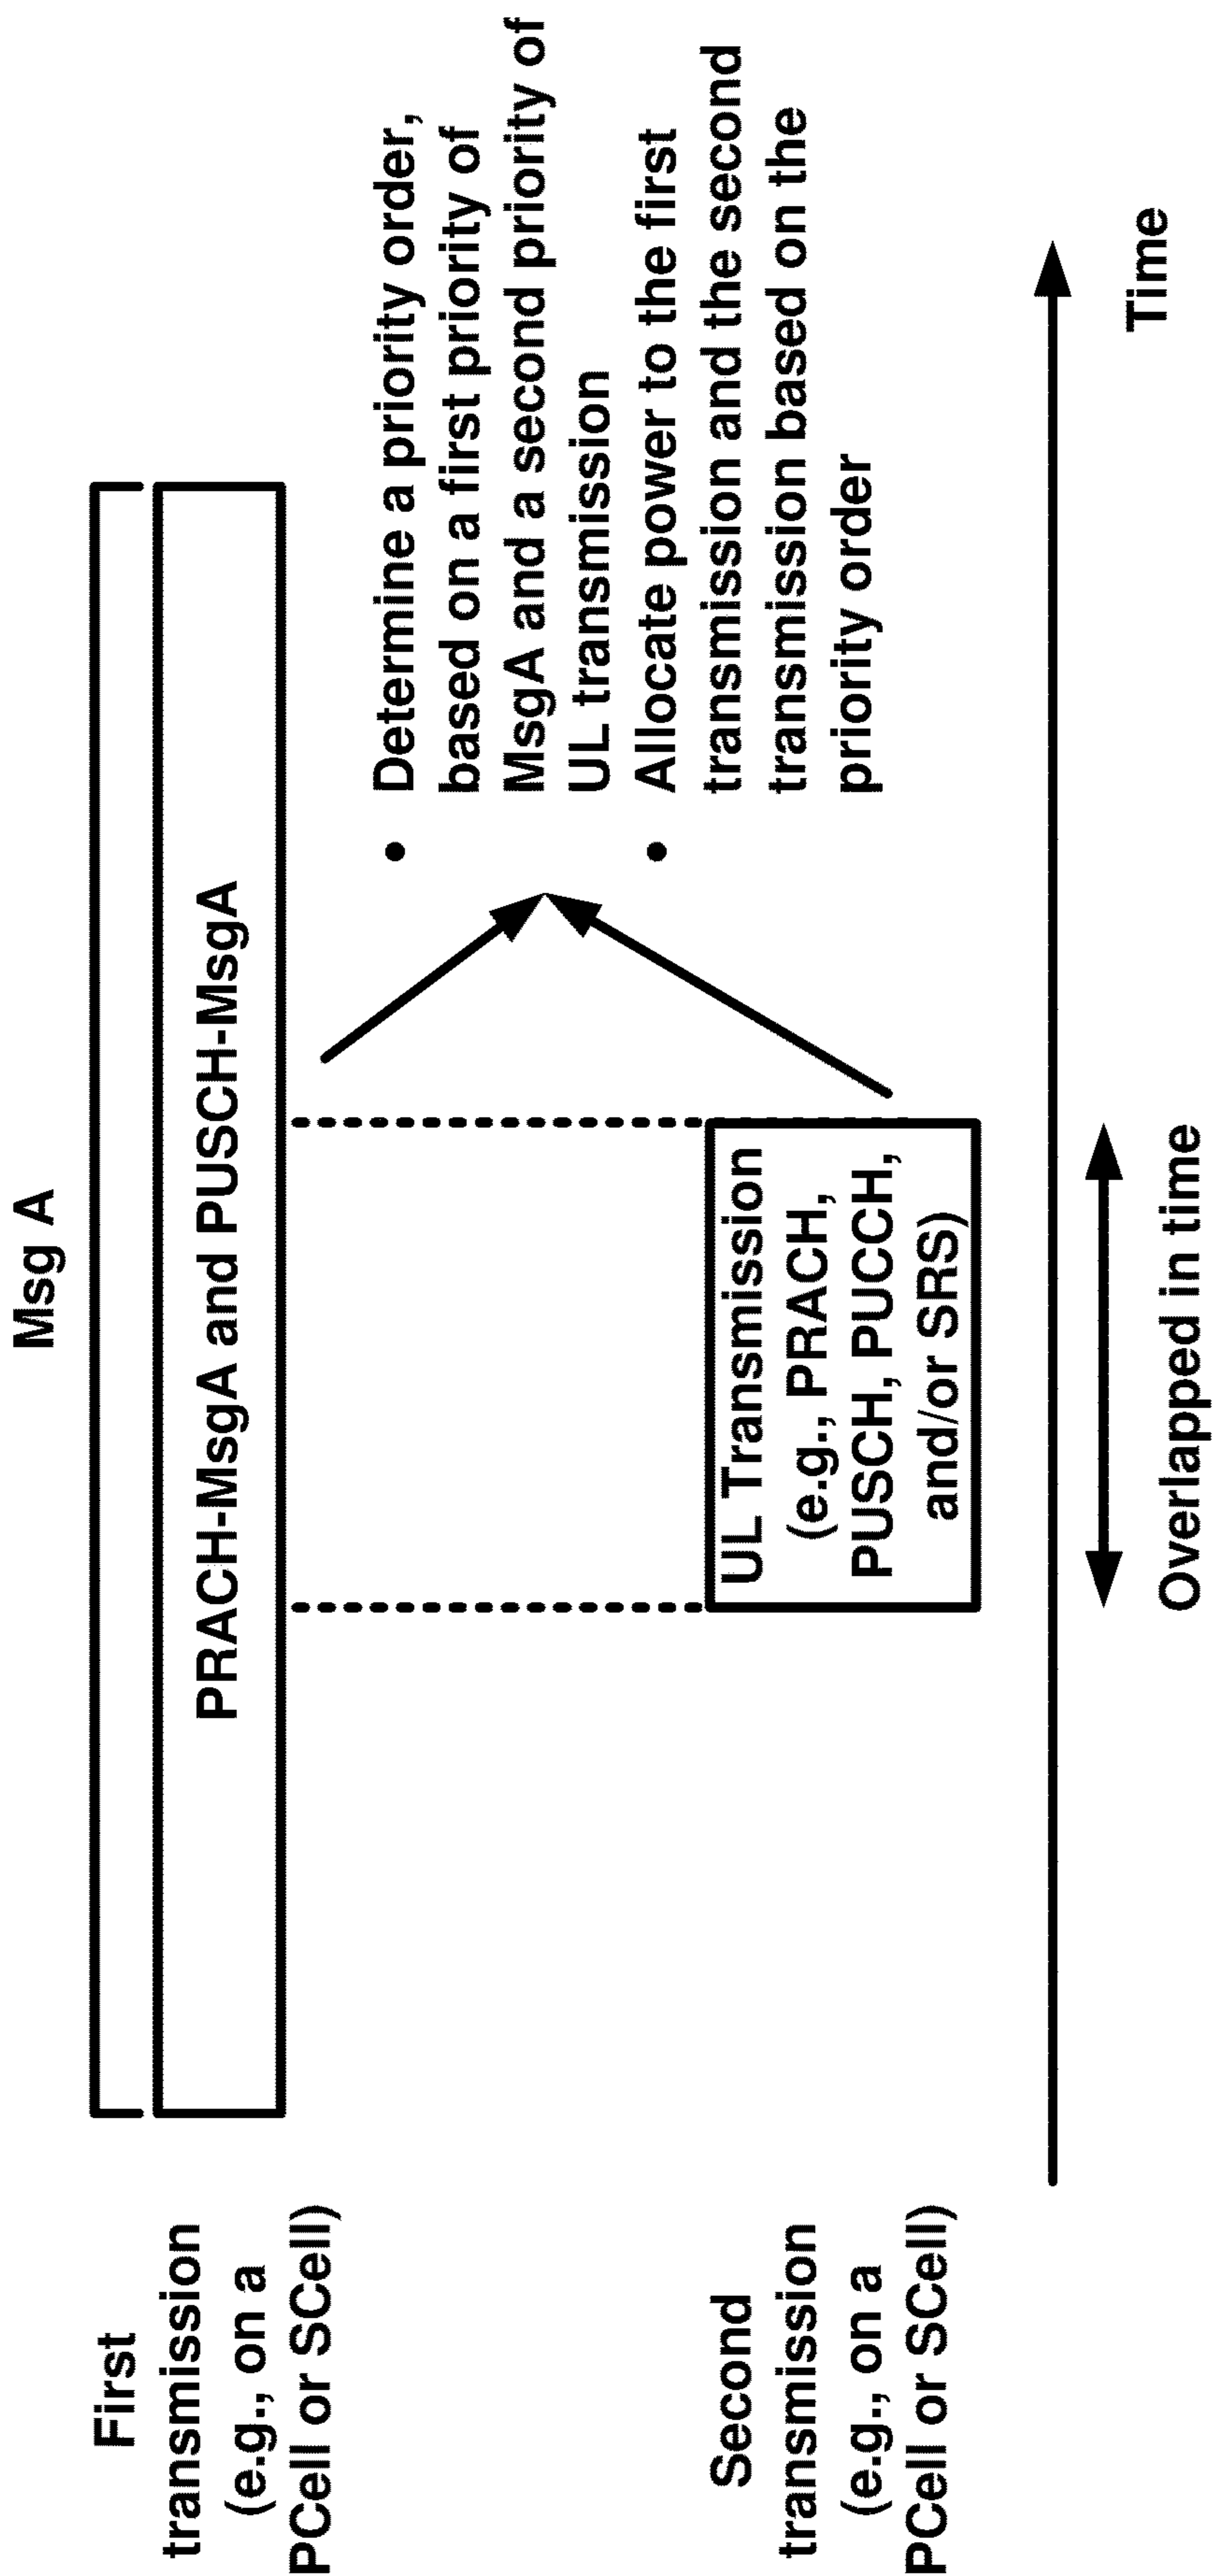 Msg A
First
transmission
(e.g., on a
PCell or SCell)
PRACH-MsgA and PUSCH-MsgA
• Determine a priority order,
based on a first priority of
MsgA and a second priority of
UL transmission
• Allocate power to the first
transmission and the second
transmission based on the
priority order
Second
transmission
(e.g., on a
PCell or SCell)
UL Transmission
(e.g., PRACH,
PUSCH, PUCCH,
and/or SRS)
Time
Overlapped in time